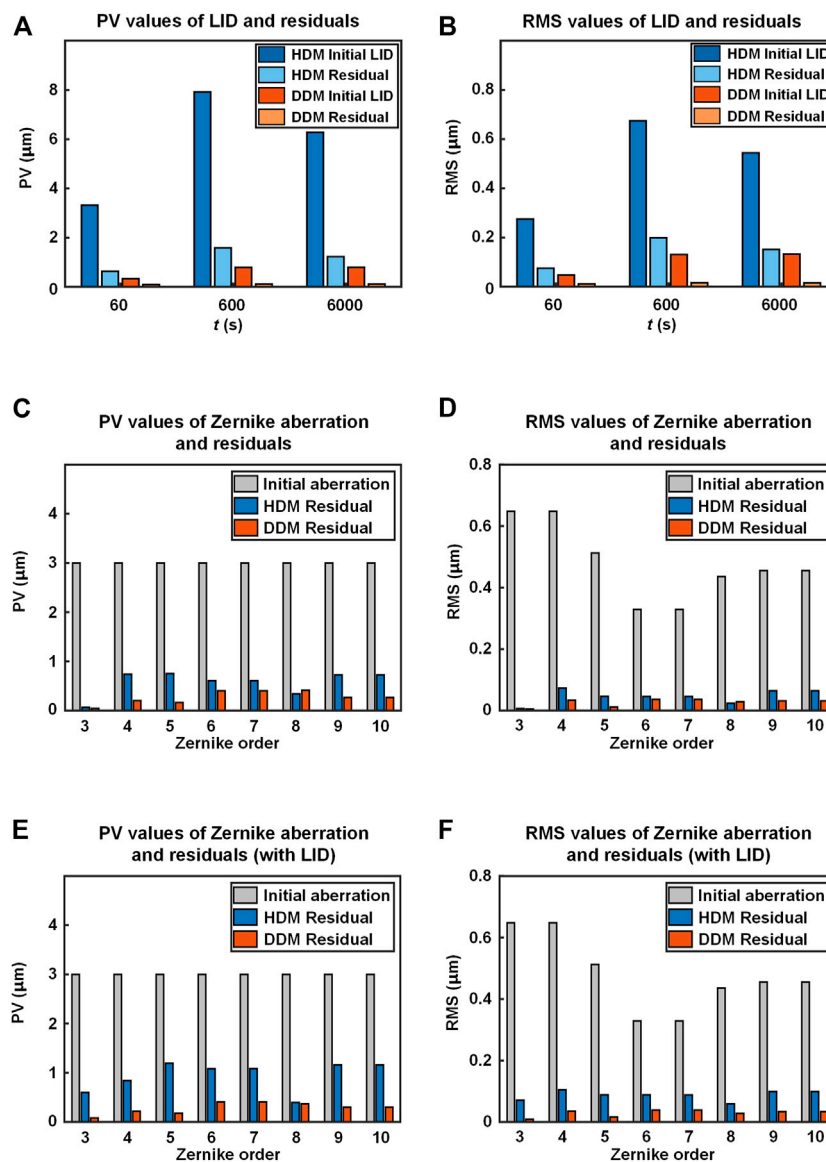 A
PV values of LID and residuals
HDM Initial LID
HDM Residual
DDM Initial LID
DDM Residual
PV (μm)
8
6
4
2
0
60 600 6000
t (s)
B
RMS values of LID and residuals
HDM Initial LID
HDM Residual
DDM Initial LID
DDM Residual
RMS (μm)
0.8
0.6
0.4
0.2
0
60 600 6000
t (s)
C
PV values of Zernike aberration
and residuals
Initial aberration
HDM Residual
DDM Residual
PV (μm)
4
3
2
1
0
3 4 5 6 7 8 9 10
Zernike order
D
RMS values of Zernike aberration
and residuals
Initial aberration
HDM Residual
DDM Residual
RMS (μm)
0.8
0.6
0.4
0.2
0
3 4 5 6 7 8 9 10
Zernike order
E
PV values of Zernike aberration
and residuals (with LID)
Initial aberration
HDM Residual
DDM Residual
PV (μm)
4
3
2
1
0
3 4 5 6 7 8 9 10
Zernike order
F
RMS values of Zernike aberration
and residuals (with LID)
Initial aberration
HDM Residual
DDM Residual
RMS (μm)
0.8
0.6
0.4
0.2
0
3 4 5 6 7 8 9 10
Zernike order